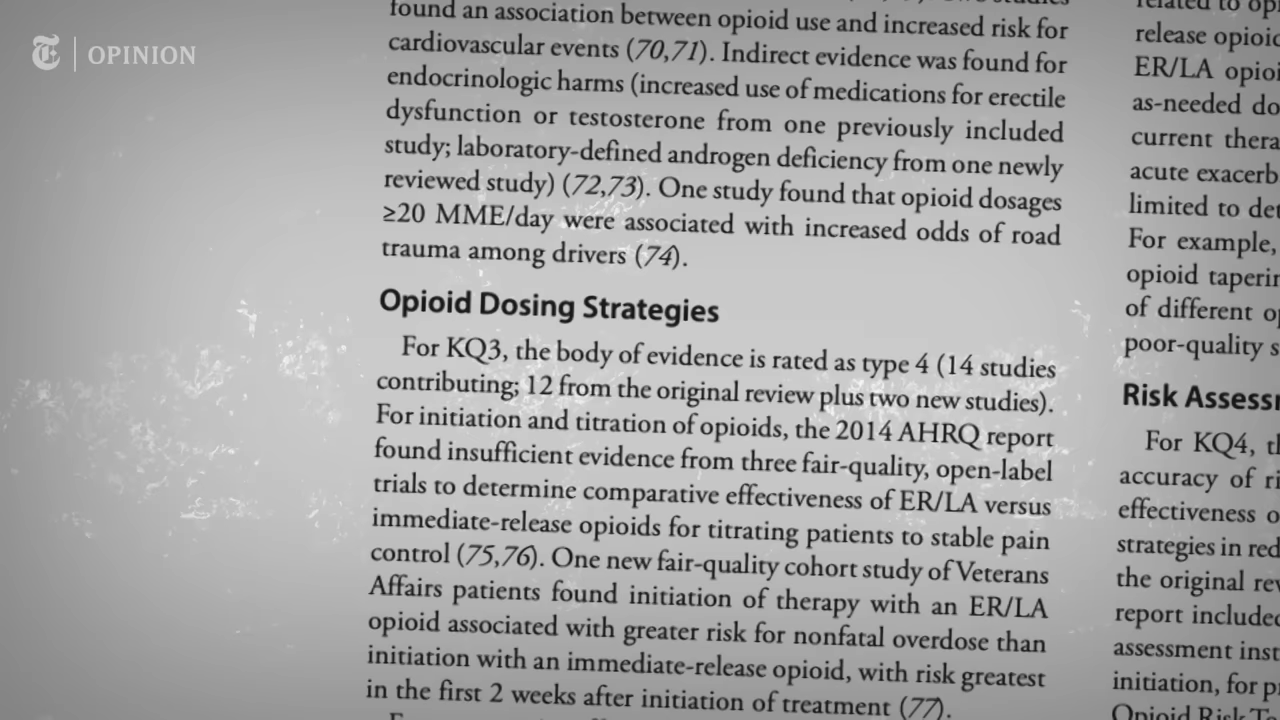 OPINION
found an association between opioid use and increased risk for
cardiovascular events (70,71). Indirect evidence was found for
endocrinologic harms (increased use of medications for erectile
dysfunction or testosterone from one previously included
study; laboratory-defined androgen deficiency from one newly
reviewed study) (72,73). One study found that opioid dosages
≥20 MME/day were associated with increased odds of road
trauma among drivers (74).
Opioid Dosing Strategies
For KQ3, the body of evidence is rated as type 4 (14 studies
contributing; 12 from the original review plus two new studies).
For initiation and titration of opioids, the 2014 AHRQ report
found insufficient evidence from three fair-quality, open-label
trials to determine comparative effectiveness of ER/LA versus
immediate-release opioids for titrating patients to stable pain
control (75,76). One new fair-quality cohort study of Veterans
Affairs patients found initiation of therapy with an ER/LA
opioid associated with greater risk for nonfatal overdose than
initiation with an immediate-release opioid, with risk greatest
in the first 2 weeks after initiation of treatment (77).
related to
release
ER/LA
as-needed
current
acute
limited to
For example,
opioid
of different
poor-quality
Risk
For KQ4,
accuracy of
effectiveness
strategies in
the original
report
assessment
initiation, for
Opioid Risk